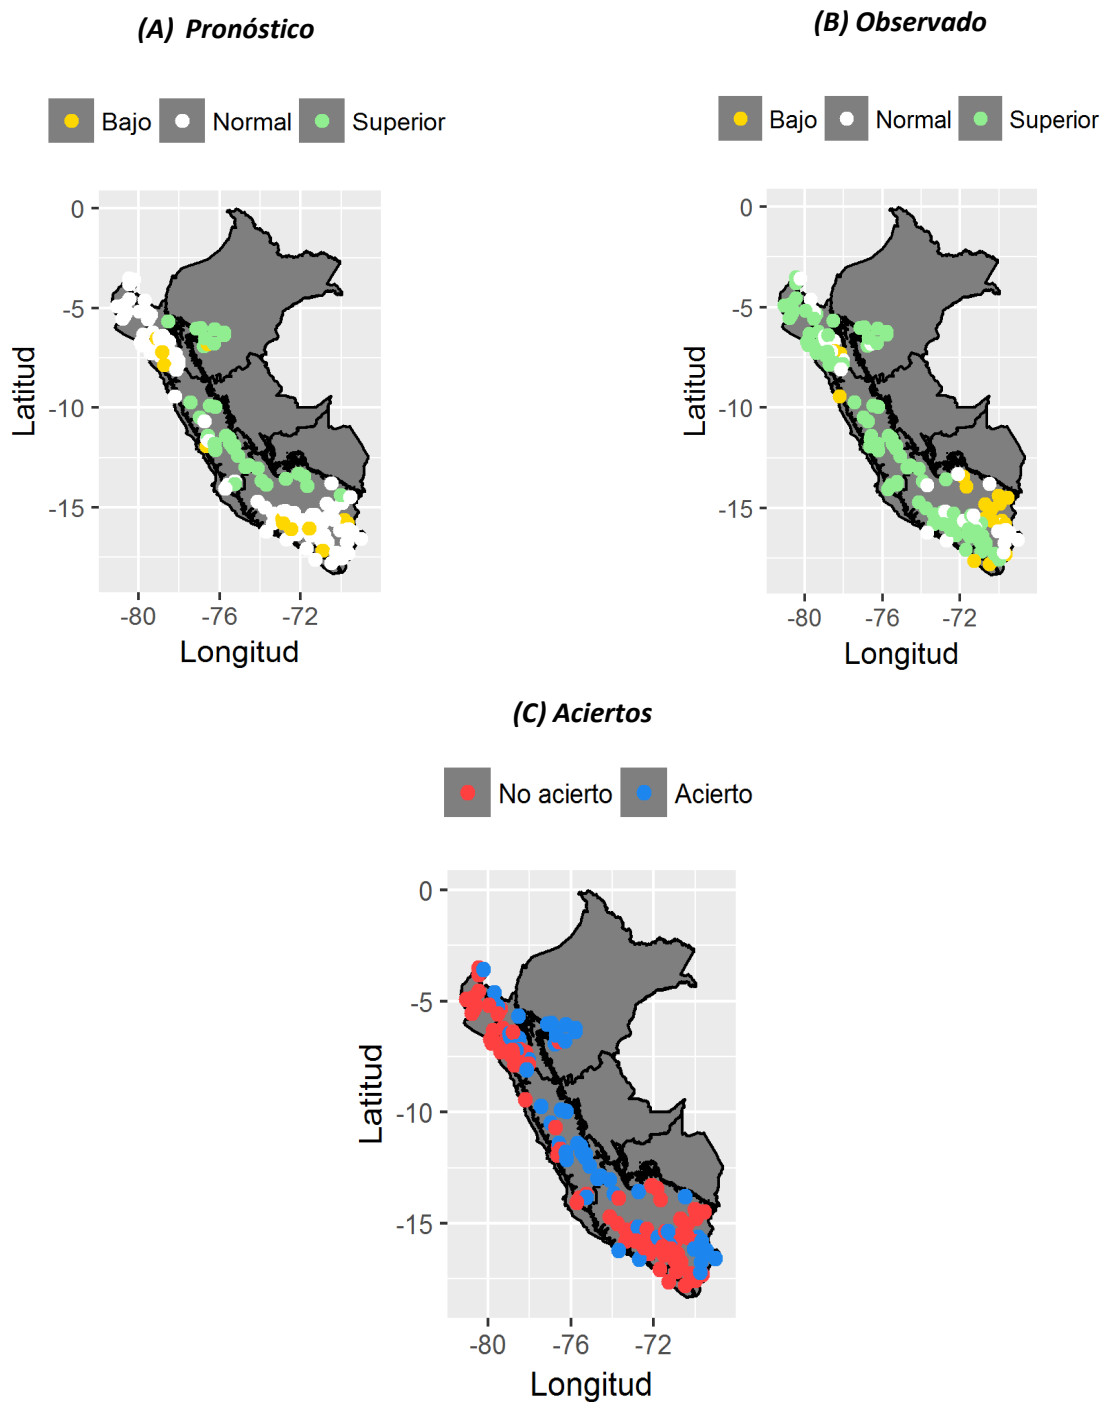 (A) Pronóstico
Bajo Normal Superior
0
-5
-10
-15
Latitud
-80 -76 -72
Longitud
(B) Observado
Bajo Normal Superior
0
-5
-10
-15
Latitud
-80 -76 -72
Longitud
(C) Aciertos
No acierto Acierto
0
-5
-10
-15
Latitud
-80 -76 -72
Longitud